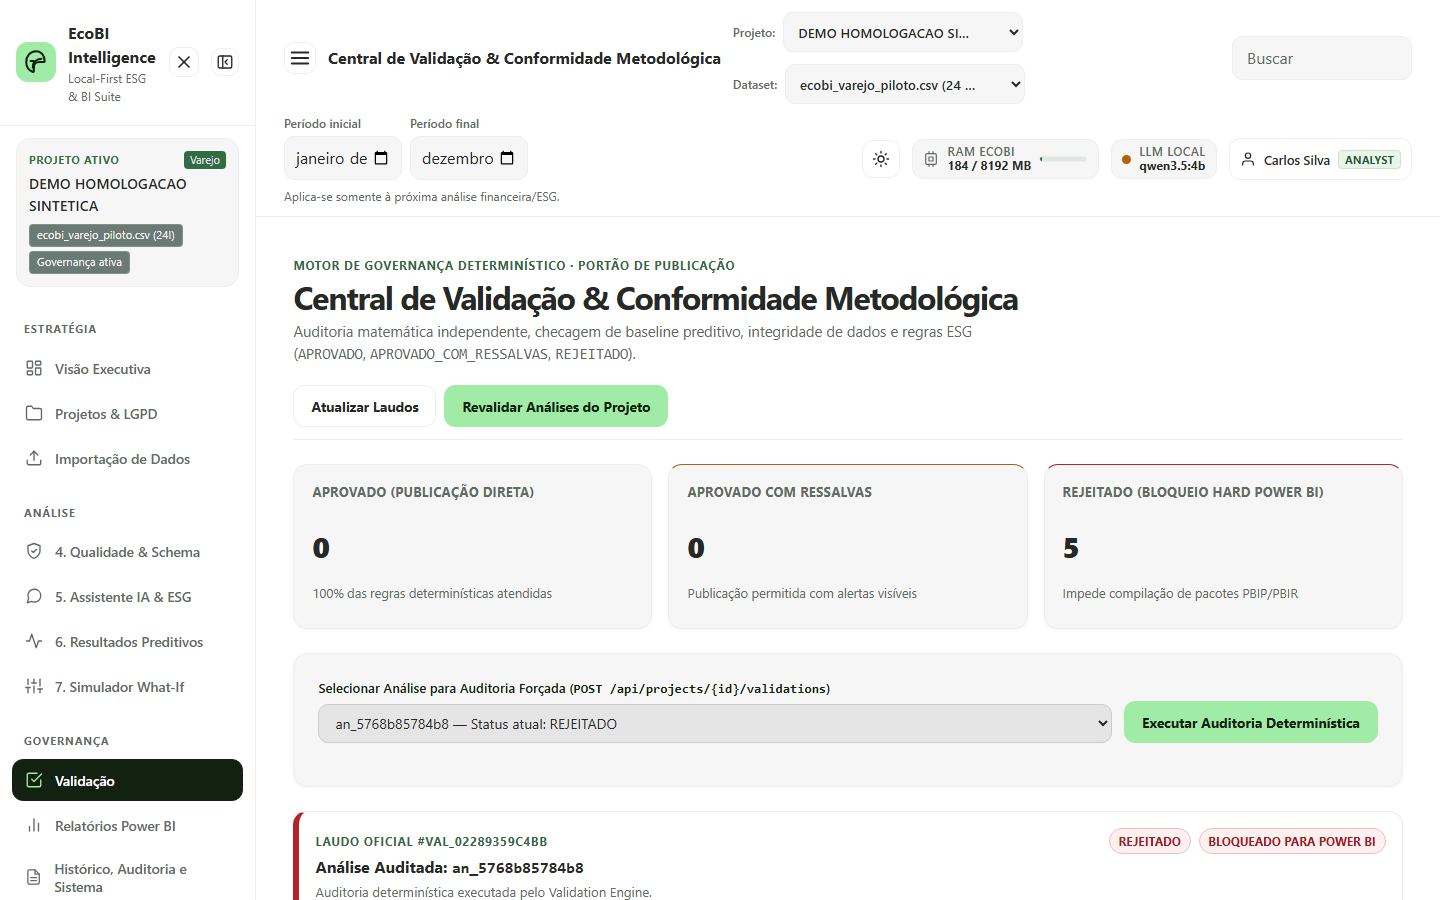 EcoBI
Intelligence
Local-First ESG
& BI Suite
PROJETO ATIVO
Varejo
DEMO HOMOLOGACAO
SINTETICA
ecobi_varejo_piloto.csv (24l)
Governança ativa
ESTRATÉGIA
Visão Executiva
Projetos & LGPD
Importação de Dados
ANÁLISE
4. Qualidade & Schema
5. Assistente IA & ESG
6. Resultados Preditivos
7. Simulador What-If
GOVERNANÇA
Validação
Relatórios Power BI
Histórico, Auditoria e
Sistema
Central de Validação & Conformidade Metodológica
Projeto:
DEMO HOMOLOGACAO SI...
Dataset:
ecobi_varejo_piloto.csv (24 ...
Buscar
Período inicial
janeiro de
Período final
dezembro
Aplica-se somente à próxima análise financeira/ESG.
RAM ECOBI
184 / 8192 MB
LLM LOCAL
qwen3.5:4b
Carlos Silva
ANALYST
MOTOR DE GOVERNANÇA DETERMINÍSTICO · PORTÃO DE PUBLICAÇÃO
Central de Validação & Conformidade Metodológica
Auditoria matemática independente, checagem de baseline preditivo, integridade de dados e regras ESG
(APROVADO, APROVADO_COM_RESSALVAS, REJEITADO).
Atualizar Laudos
Revalidar Análises do Projeto
APROVADO (PUBLICAÇÃO DIRETA)
0
100% das regras determinísticas atendidas
APROVADO COM RESSALVAS
0
Publicação permitida com alertas visíveis
REJEITADO (BLOQUEIO HARD POWER BI)
5
Impede compilação de pacotes PBIP/PBIR
Selecionar Análise para Auditoria Forçada (POST /api/projects/{id}/validations)
an_5768b85784b8 — Status atual: REJEITADO
Executar Auditoria Determinística
LAUDO OFICIAL #VAL_02289359C4BB
REJEITADO
BLOQUEADO PARA POWER BI
Análise Auditada: an_5768b85784b8
Auditoria determinística executada pelo Validation Engine.